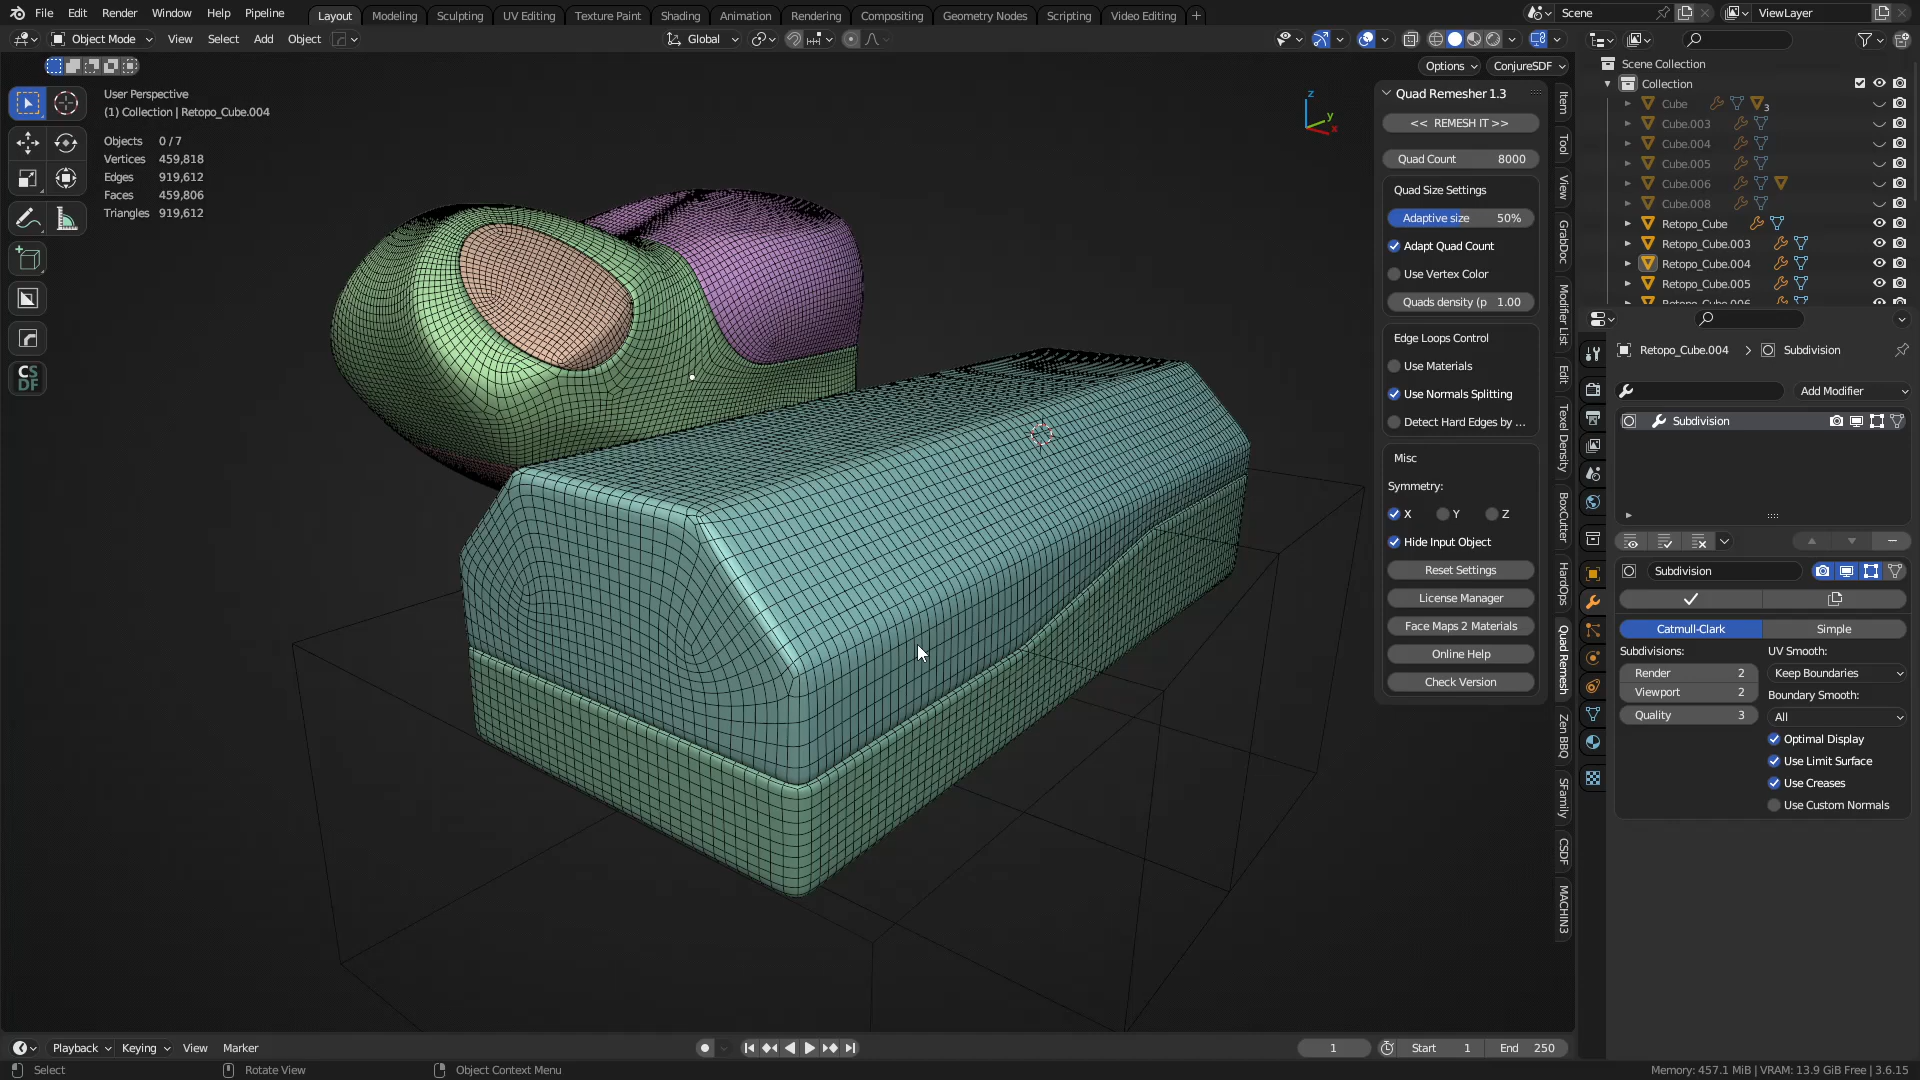 File Edit Render Window Help Pipeline
Layout Modeling Sculpting UV Editing Texture Paint Shading Animation Rendering Compositing Geometry Nodes Scripting Video Editing +
Scene
ViewLayer
Object Mode View Select Add Object
Global
Options ConjureSDF
User Perspective
(1) Collection | Retopo_Cube.004
Objects 0 / 7
Vertices 459,818
Edges 919,612
Faces 459,806
Triangles 919,612
CS
DF
z
y
x
Quad Remesher 1.3
<< REMESH IT >>
Quad Count 8000
Quad Size Settings
Adaptive size 50%
Adapt Quad Count
Use Vertex Color
Quads density (p 1.00
Edge Loops Control
Use Materials
Use Normals Splitting
Detect Hard Edges by ...
Misc
Symmetry:
X Y Z
Hide Input Object
Reset Settings
License Manager
Face Maps 2 Materials
Online Help
Check Version
Item
Tool
View
GrabDoc
Modifier List
Edit
Texel Density
BoxCutter
HardOps
Quad Remesh
Zen BBQ
SFamily
CSDF
MACHIN3
Scene Collection
Collection
Cube 3
Cube.003
Cube.004
Cube.005
Cube.006
Cube.008
Retopo_Cube
Retopo_Cube.003
Retopo_Cube.004
Retopo_Cube.005
Retopo_Cube.006
Retopo_Cube.004 > Subdivision
Add Modifier
Subdivision
Subdivision
Catmull-Clark Simple
Subdivisions: UV Smooth:
Render 2 Keep Boundaries
Viewport 2 Boundary Smooth:
Quality 3 All
Optimal Display
Use Limit Surface
Use Creases
Use Custom Normals
Playback Keying View Marker
1 Start 1 End 250
Select Rotate View Object Context Menu
Memory: 457.1 MiB | VRAM: 13.9 GiB Free | 3.6.15